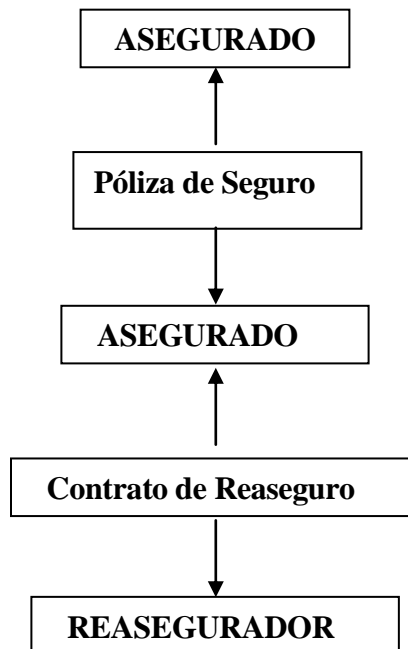 ASEGURADO
Póliza de Seguro
ASEGURADO
Contrato de Reaseguro
REASEGURADOR